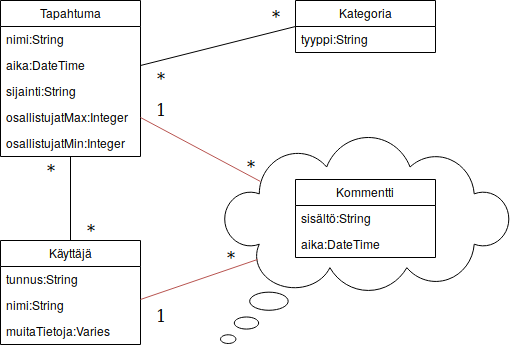 Tapahtuma
nimi:String
aika:DateTime
sijainti:String
osallistujatMax:Integer
osallistujatMin:Integer
*
Kategoria
tyyppi:String
*
1
*
Kommentti
sisältö:String
aika:DateTime
*
*
*
Käyttäjä
tunnus:String
nimi:String
muitaTietoja:Varies
1